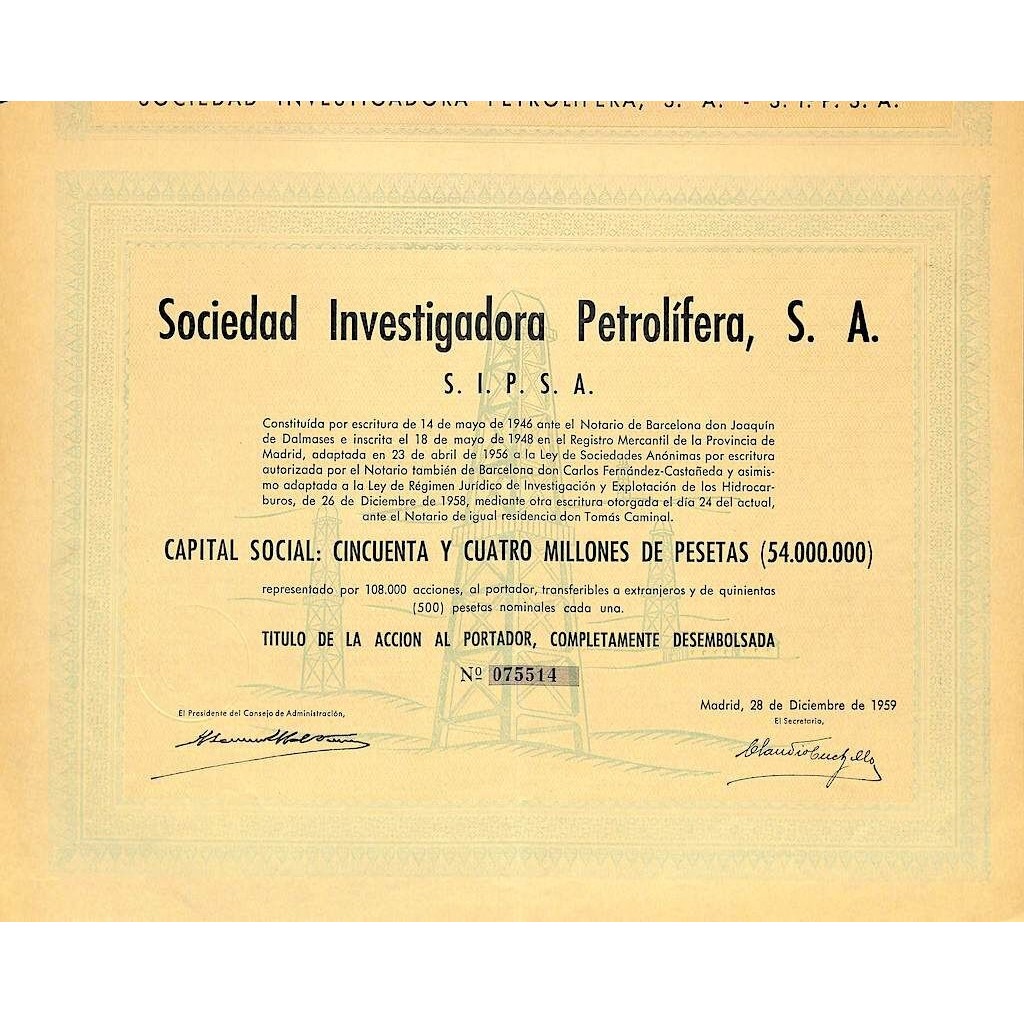 SOCIEDAD INVESTIGADORA PETROLIFERA, S. A. - S. I. P. S. A.
Sociedad Investigadora Petrolífera, S. A.
S. I. P. S. A.
Constituída por escritura de 14 de mayo de 1946 ante el Notario de Barcelona don Joaquín
de Dalmases e inscrita el 18 de mayo de 1948 en el Registro Mercantil de la Provincia de
Madrid, adaptada en 23 de abril de 1956 a la Ley de Sociedades Anónimas por escritura
autorizada por el Notario también de Barcelona don Carlos Fernández-Castañeda y asimis-
mo adaptada a la Ley de Régimen Jurídico de Investigación y Explotación de los Hidrocar-
buros, de 26 de Diciembre de 1958, mediante otra escritura otorgada el día 24 del actual,
ante el Notario de igual residencia don Tomás Caminal.
CAPITAL SOCIAL: CINCUENTA Y CUATRO MILLONES DE PESETAS (54.000.000)
representado por 108.000 acciones, al portador, transferibles a extranjeros y de quinientas
(500) pesetas nominales cada una.
TITULO DE LA ACCION AL PORTADOR, COMPLETAMENTE DESEMBOLSADA
Nº 075514
Madrid, 28 de Diciembre de 1959
El Presidente del Consejo de Administración,
El Secretario,